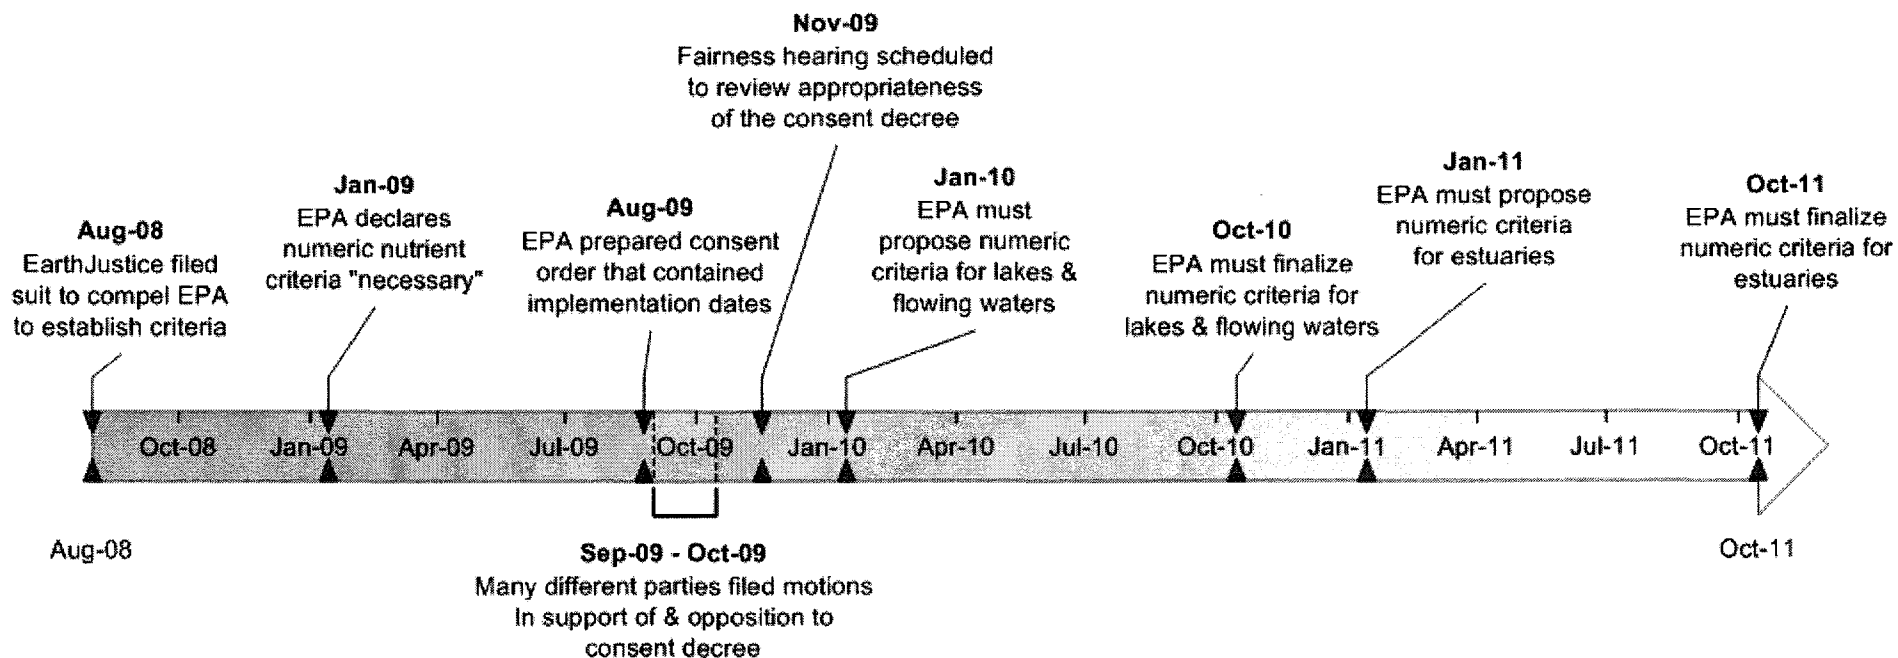 Nov-09
Fairness hearing scheduled
to review appropriateness
of the consent decree
Jan-11
EPA must propose
numeric criteria
for estuaries
Jan-10
EPA must
propose numeric
criteria for lakes &
flowing waters
Jan-09
EPA declares
numeric nutrient
criteria "necessary"
Oct-11
EPA must finalize
numeric criteria for
estuaries
Aug-09
EPA prepared consent
order that contained
implementation dates
Aug-08
EarthJustice filed
suit to compel EPA
to establish criteria
Oct-10
EPA must finalize
numeric criteria for
lakes & flowing waters
Oct-08 Jan-09 Apr-09 Jul-09 Oct-09 Jan-10 Apr-10 Jul-10 Oct-10 Jan-11 Apr-11 Jul-11 Oct-11
Aug-08
Oct-11
Sep-09 - Oct-09
Many different parties filed motions
In support of & opposition to
consent decree